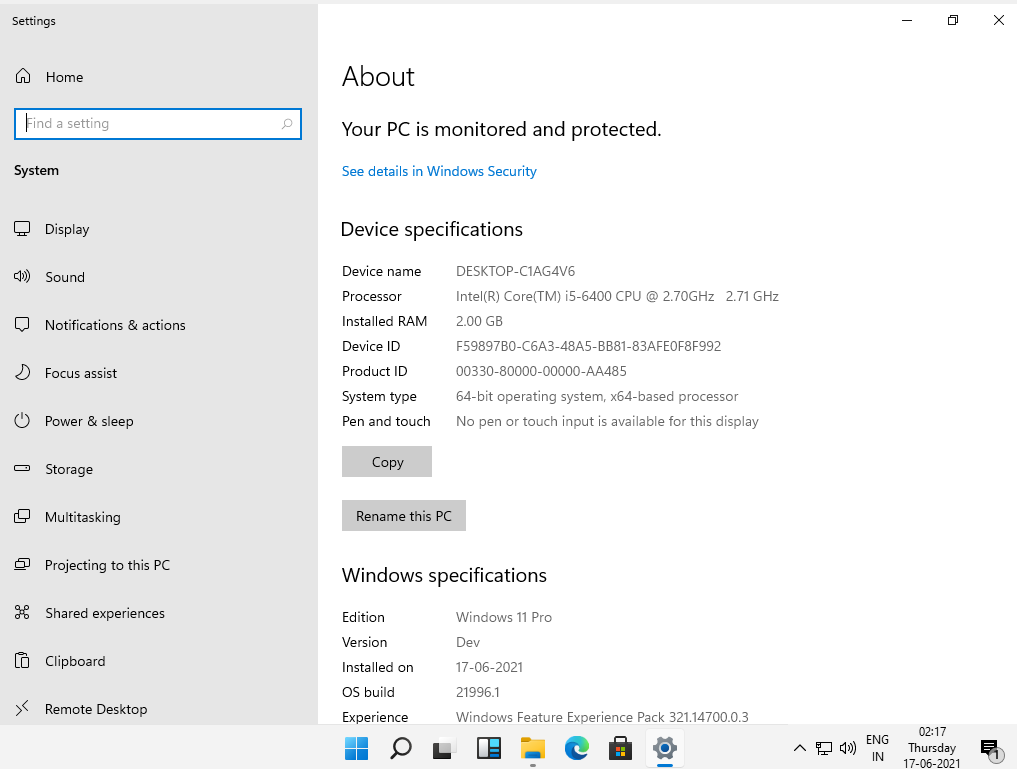 Settings
Home
Find a setting
System
Display
Sound
Notifications & actions
Focus assist
Power & sleep
Storage
Multitasking
Projecting to this PC
Shared experiences
Clipboard
Remote Desktop
About
Your PC is monitored and protected.
See details in Windows Security
Device specifications
Device name DESKTOP-C1AG4V6
Processor Intel(R) Core(TM) i5-6400 CPU @ 2.70GHz 2.71 GHz
Installed RAM 2.00 GB
Device ID F59897B0-C6A3-48A5-BB81-83AFE0F8F992
Product ID 00330-80000-00000-AA485
System type 64-bit operating system, x64-based processor
Pen and touch No pen or touch input is available for this display
Copy
Rename this PC
Windows specifications
Edition Windows 11 Pro
Version Dev
Installed on 17-06-2021
OS build 21996.1
Experience Windows Feature Experience Pack 321.14700.0.3
ENG
IN
02:17
Thursday
17-06-2021
1